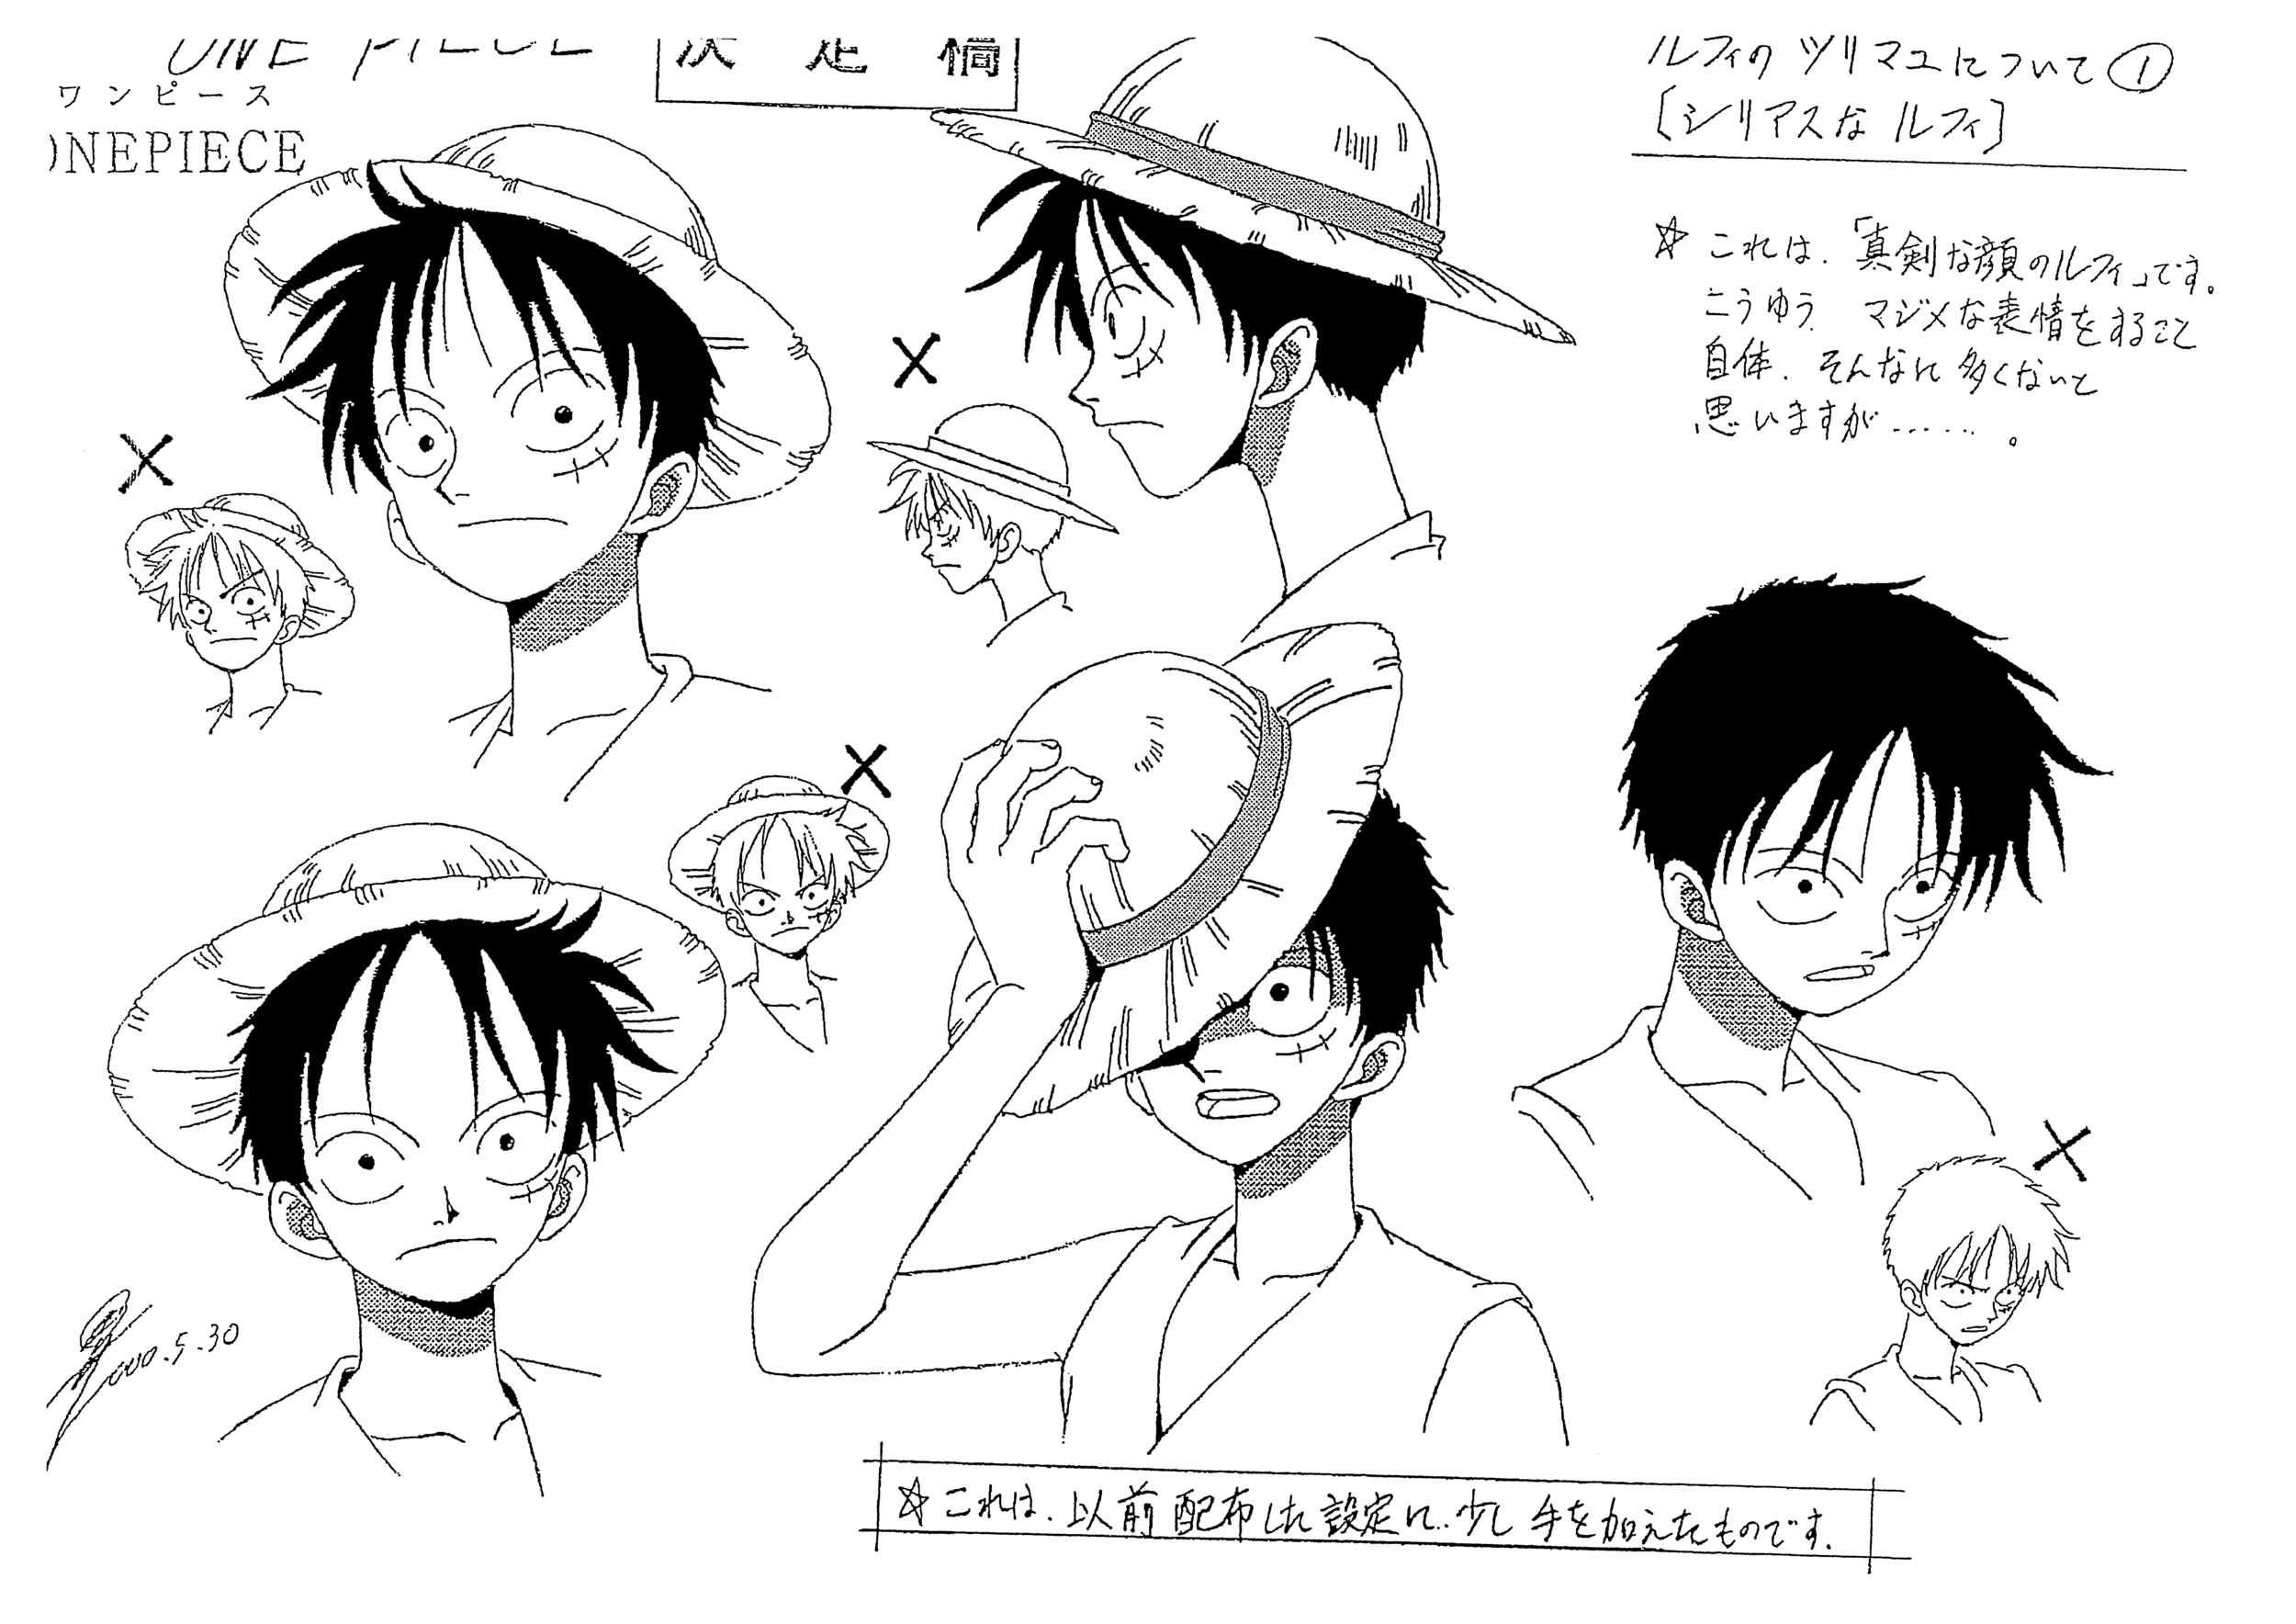 ONE PIECE
決定稿
ワンピース
ONEPIECE
ルフィの ツリマユについて ①
〔シリアスな ルフィ〕
☆ これは、「真剣な顔のルフィ」です。
こうゆう、マジメな表情をすること
自体、そんなに多くないと
思いますが……。
×
×
×
×
2000.5.30
☆ これは、以前配布した設定に、少し手を加えたものです。